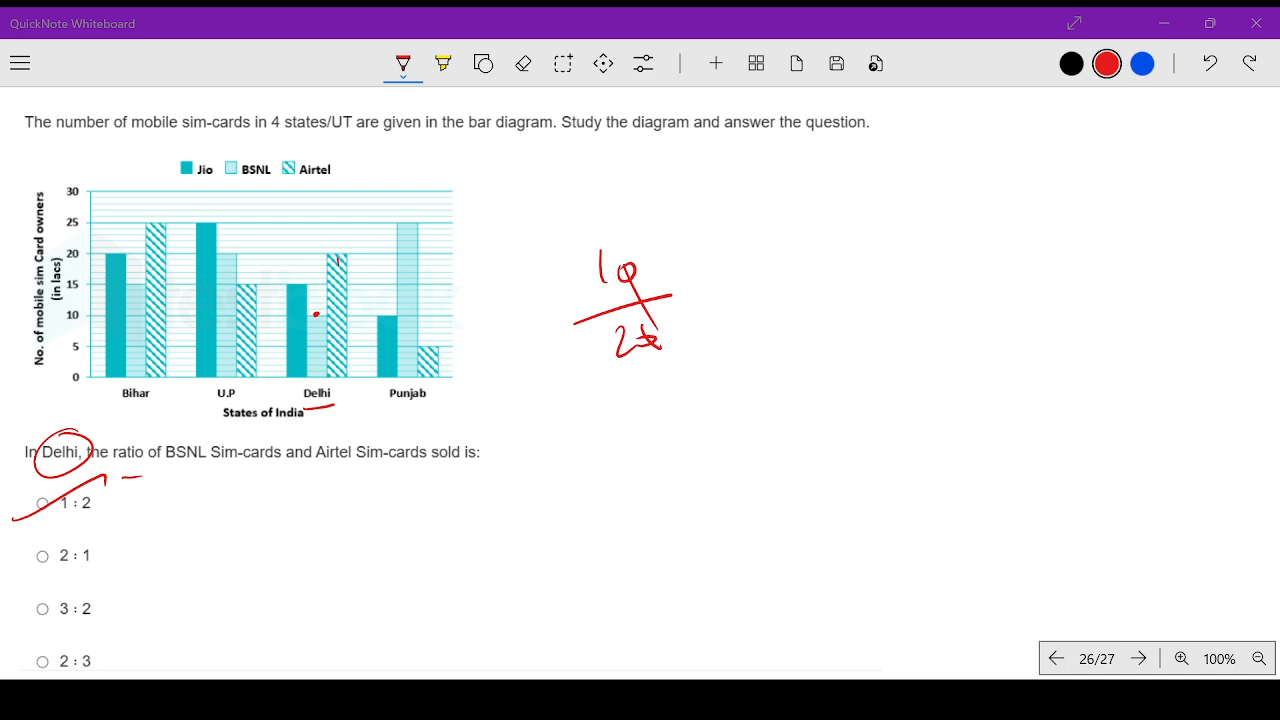 QuickNote Whiteboard
The number of mobile sim-cards in 4 states/UT are given in the bar diagram. Study the diagram and answer the question.
Jio BSNL Airtel
No. of mobile sim Card owners
(in lacs)
30
25
20
15
10
5
0
Bihar U.P Delhi Punjab
States of India
10
20
In Delhi, the ratio of BSNL Sim-cards and Airtel Sim-cards sold is:
1 : 2
2 : 1
3 : 2
2 : 3
26/27 100%